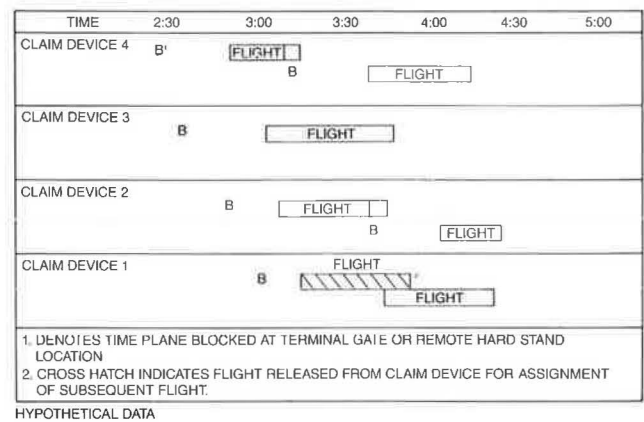 TIME 2:30 3:00 3:30 4:00 4:30 5:00
CLAIM DEVICE 4 B¹ FLIGHT
B FLIGHT
CLAIM DEVICE 3
B FLIGHT
CLAIM DEVICE 2
B FLIGHT
B FLIGHT
CLAIM DEVICE 1 FLIGHT
B 2
FLIGHT
1. DENOTES TIME PLANE BLOCKED AT TERMINAL GATE OR REMOTE HARD STAND
LOCATION
2. CROSS HATCH INDICATES FLIGHT RELEASED FROM CLAIM DEVICE FOR ASSIGNMENT
OF SUBSEQUENT FLIGHT.
HYPOTHETICAL DATA